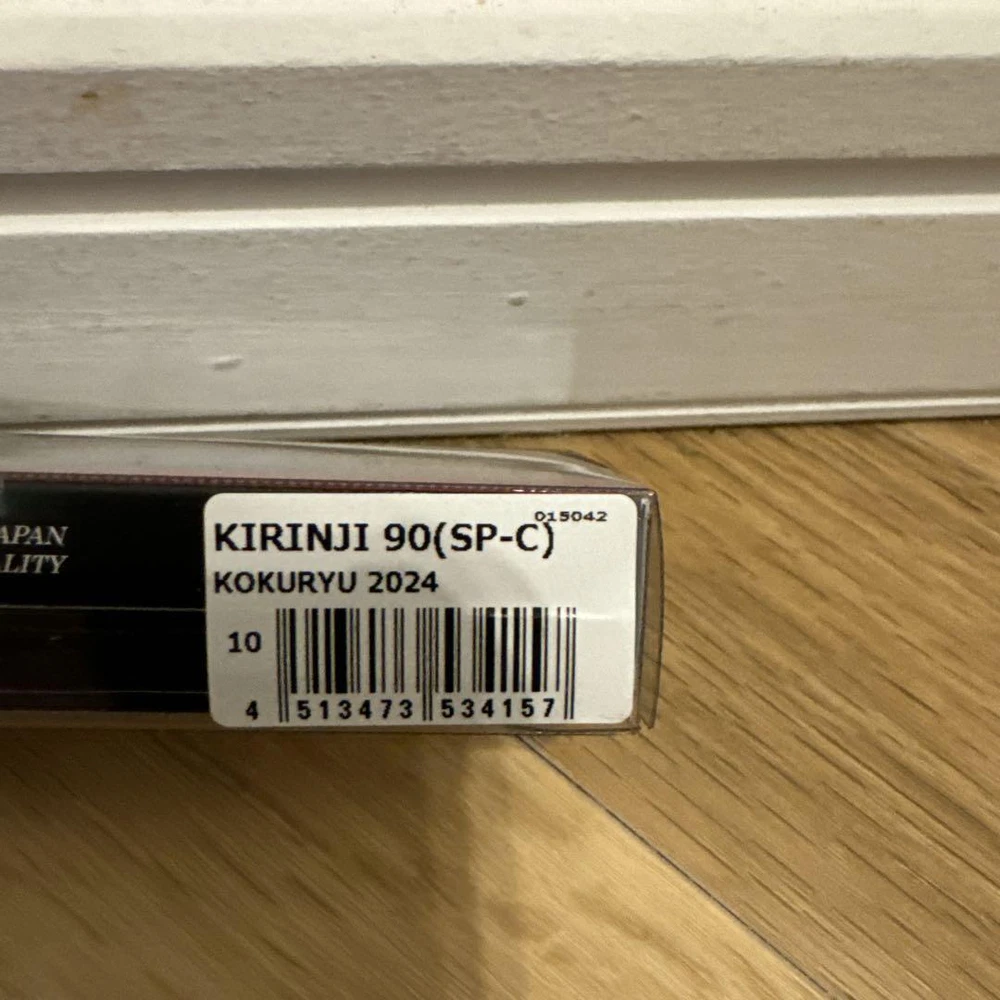 APAN
LITY
015042
KIRINJI 90(SP-C)
KOKURYU 2024
10
4 513473 534157